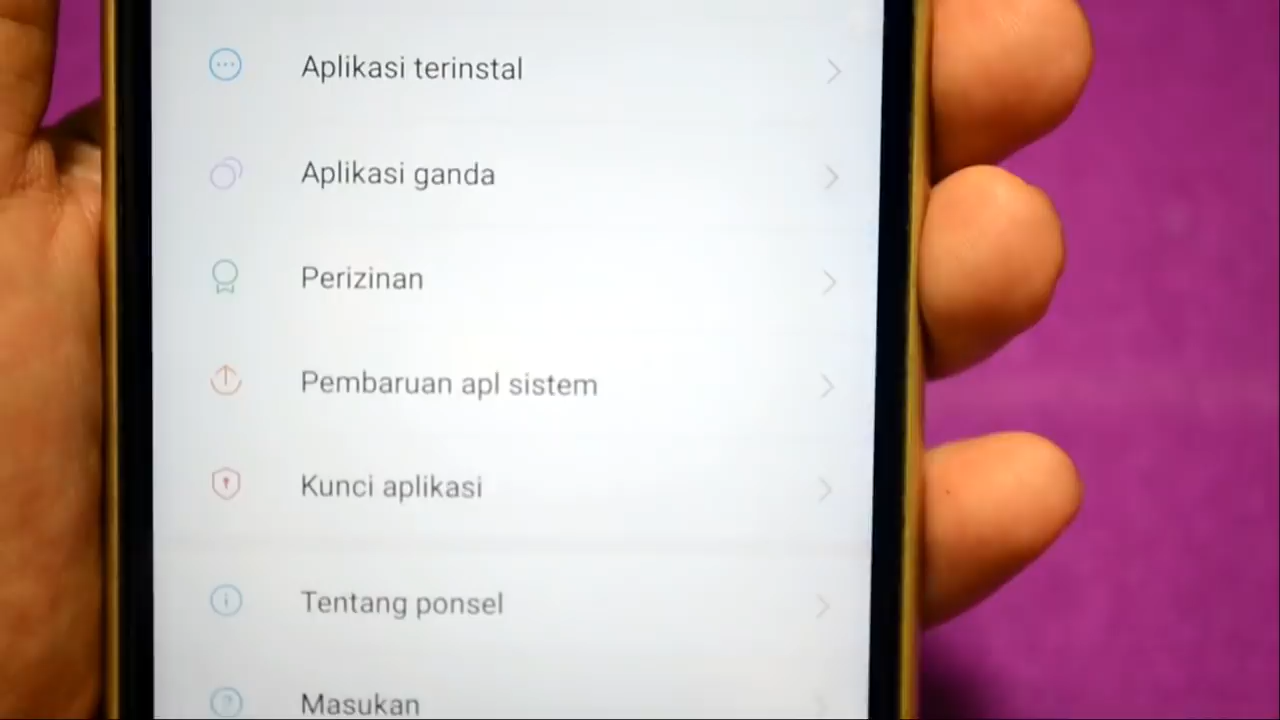 Aplikasi terinstal
Aplikasi ganda
Perizinan
Pembaruan apl sistem
Kunci aplikasi
Tentang ponsel
Masukan